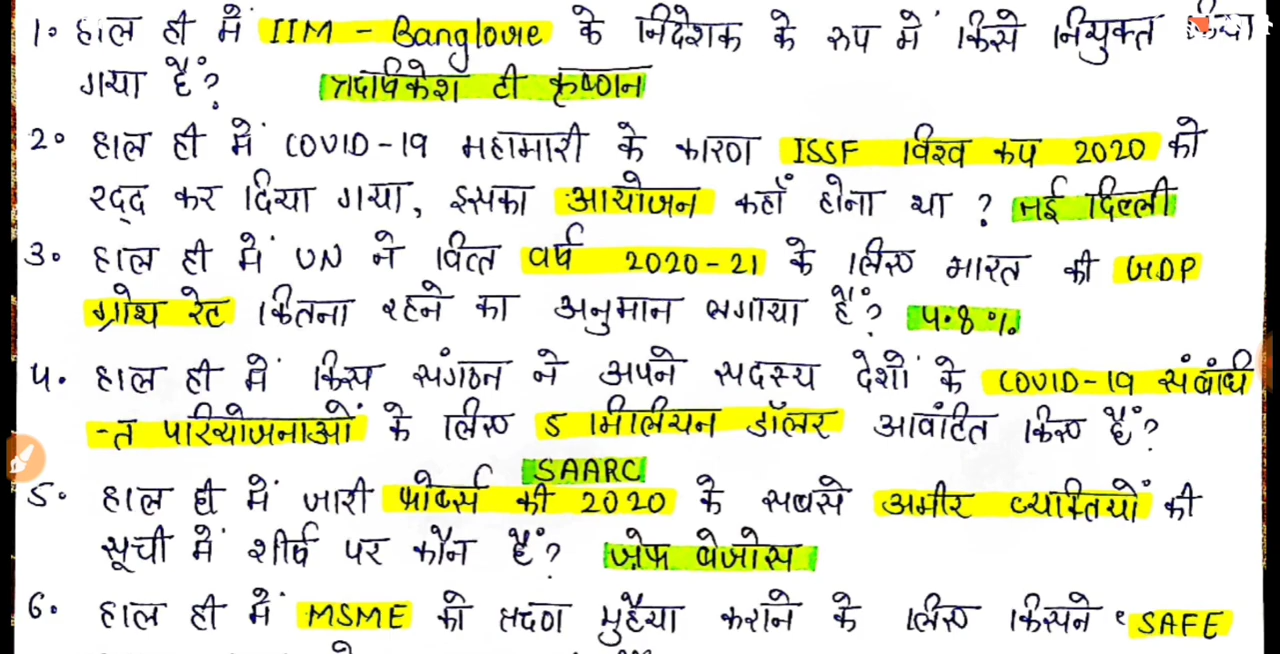 1. हाल ही में IIM - Banglore के निदेशक के रूप में किसे नियुक्त किया
गया है? ऋषिकेश टी कृष्णन
2. हाल ही में COVID-19 महामारी के कारण ISSF विश्व कप 2020 को
रद्द कर दिया गया, इसका आयोजन कहाँ होना था ? नई दिल्ली
3. हाल ही में UN ने वित्त वर्ष 2020-21 के लिए भारत की GDP
ग्रोथ रेट कितना रहने का अनुमान लगाया है? 4.8%
4. हाल ही में किस संगठन ने अपने सदस्य देशों के COVID-19 संबंधि
-त परियोजनाओं के लिए 5 मिलियन डॉलर आवंटित किए है?
SAARC
5. हाल ही में जारी फोर्ब्स की 2020 के सबसे अमीर व्यक्तियों की
सूची में शीर्ष पर कौन है? जेफ बेजोस
6. हाल ही में MSME को ऋण मुहैया कराने के लिए किसने 'SAFE